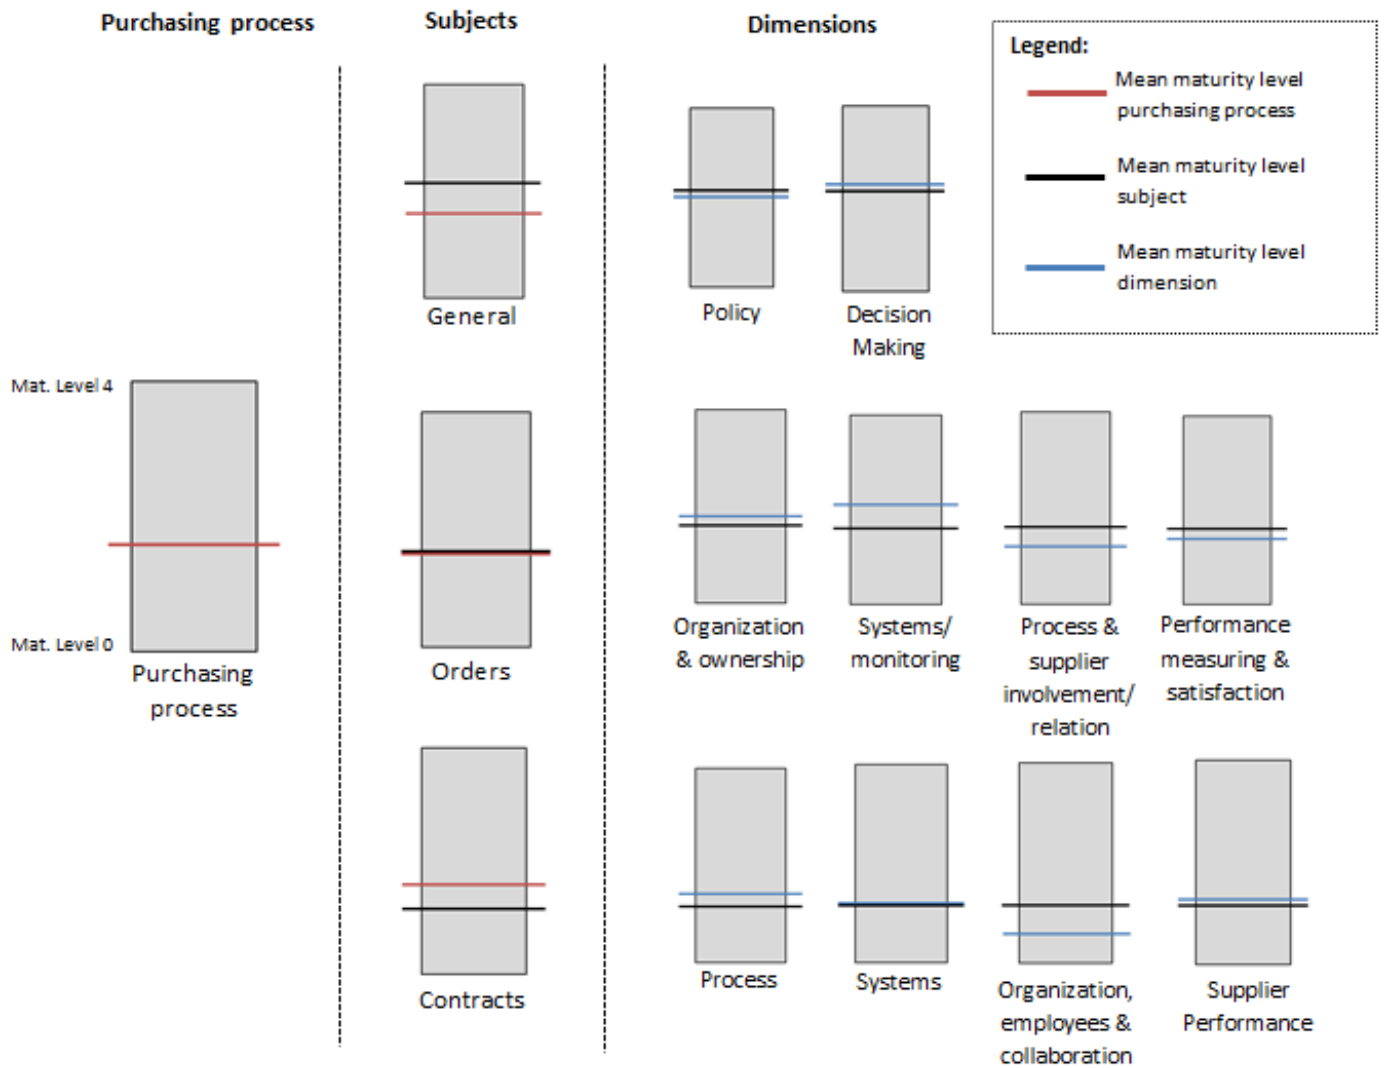 Purchasing process
Subjects
Dimensions
Legend:
Mean maturity level
purchasing process
Mean maturity level
subject
Mean maturity level
dimension
General
Policy
Decision
Making
Mat. Level 4
Mat. Level 0
Purchasing
process
Orders
Organization
& ownership
Systems/
monitoring
Process &
supplier
involvement/
relation
Performance
measuring &
satisfaction
Contracts
Process
Systems
Organization,
employees &
collaboration
Supplier
Performance